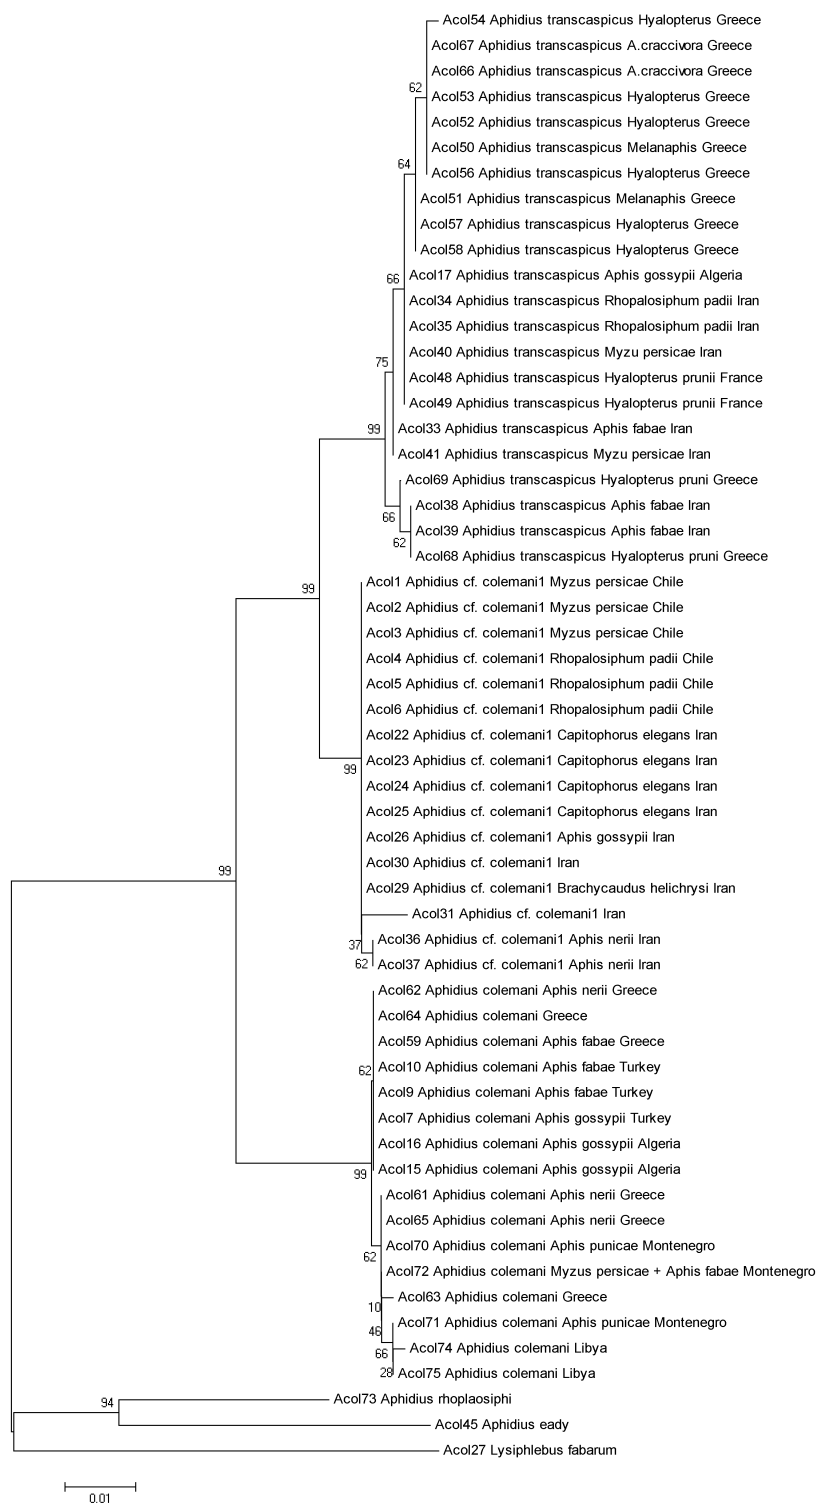 Acol54 Aphidius transcaspicus Hyalopterus Greece
Acol67 Aphidius transcaspicus A.craccivora Greece
Acol66 Aphidius transcaspicus A.craccivora Greece
62
Acol53 Aphidius transcaspicus Hyalopterus Greece
Acol52 Aphidius transcaspicus Hyalopterus Greece
Acol50 Aphidius transcaspicus Melanaphis Greece
64
Acol56 Aphidius transcaspicus Hyalopterus Greece
Acol51 Aphidius transcaspicus Melanaphis Greece
Acol57 Aphidius transcaspicus Hyalopterus Greece
Acol58 Aphidius transcaspicus Hyalopterus Greece
66
Acol17 Aphidius transcaspicus Aphis gossypii Algeria
Acol34 Aphidius transcaspicus Rhopalosiphum padii Iran
Acol35 Aphidius transcaspicus Rhopalosiphum padii Iran
75
Acol40 Aphidius transcaspicus Myzu persicae Iran
Acol48 Aphidius transcaspicus Hyalopterus prunii France
Acol49 Aphidius transcaspicus Hyalopterus prunii France
99
Acol33 Aphidius transcaspicus Aphis fabae Iran
Acol41 Aphidius transcaspicus Myzu persicae Iran
Acol69 Aphidius transcaspicus Hyalopterus pruni Greece
66
Acol38 Aphidius transcaspicus Aphis fabae Iran
Acol39 Aphidius transcaspicus Aphis fabae Iran
62
Acol68 Aphidius transcaspicus Hyalopterus pruni Greece
99
Acol1 Aphidius cf. colemani1 Myzus persicae Chile
Acol2 Aphidius cf. colemani1 Myzus persicae Chile
Acol3 Aphidius cf. colemani1 Myzus persicae Chile
Acol4 Aphidius cf. colemani1 Rhopalosiphum padii Chile
Acol5 Aphidius cf. colemani1 Rhopalosiphum padii Chile
Acol6 Aphidius cf. colemani1 Rhopalosiphum padii Chile
Acol22 Aphidius cf. colemani1 Capitophorus elegans Iran
99
Acol23 Aphidius cf. colemani1 Capitophorus elegans Iran
Acol24 Aphidius cf. colemani1 Capitophorus elegans Iran
Acol25 Aphidius cf. colemani1 Capitophorus elegans Iran
Acol26 Aphidius cf. colemani1 Aphis gossypii Iran
Acol30 Aphidius cf. colemani1 Iran
99
Acol29 Aphidius cf. colemani1 Brachycaudus helichrysi Iran
Acol31 Aphidius cf. colemani1 Iran
37
Acol36 Aphidius cf. colemani1 Aphis nerii Iran
62
Acol37 Aphidius cf. colemani1 Aphis nerii Iran
Acol62 Aphidius colemani Aphis nerii Greece
Acol64 Aphidius colemani Greece
Acol59 Aphidius colemani Aphis fabae Greece
62
Acol10 Aphidius colemani Aphis fabae Turkey
Acol9 Aphidius colemani Aphis fabae Turkey
Acol7 Aphidius colemani Aphis gossypii Turkey
Acol16 Aphidius colemani Aphis gossypii Algeria
99
Acol15 Aphidius colemani Aphis gossypii Algeria
Acol61 Aphidius colemani Aphis nerii Greece
Acol65 Aphidius colemani Aphis nerii Greece
62
Acol70 Aphidius colemani Aphis punicae Montenegro
Acol72 Aphidius colemani Myzus persicae + Aphis fabae Montenegro
10
Acol63 Aphidius colemani Greece
46
Acol71 Aphidius colemani Aphis punicae Montenegro
66
Acol74 Aphidius colemani Libya
28
Acol75 Aphidius colemani Libya
94
Acol73 Aphidius rhoplaosiphi
Acol45 Aphidius eady
Acol27 Lysiphlebus fabarum
0.01